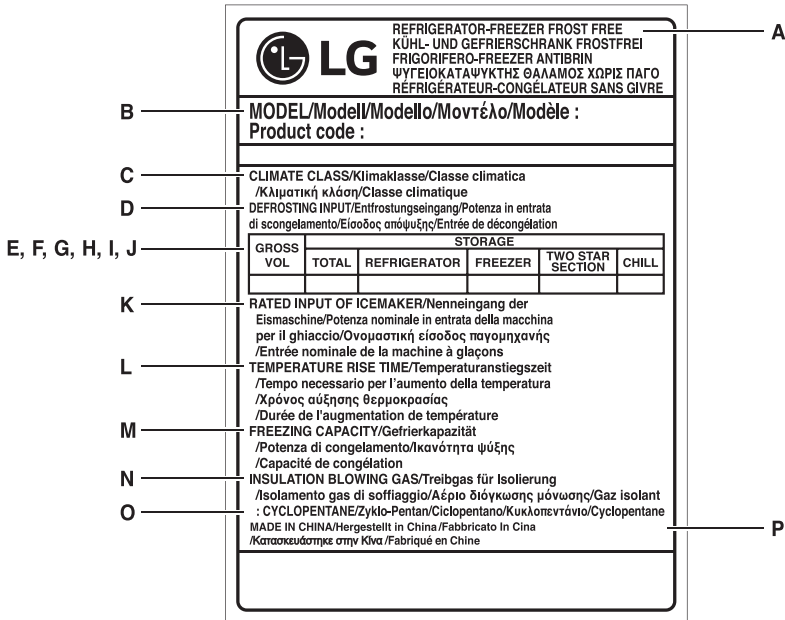 LG
REFRIGERATOR-FREEZER FROST FREE
KÜHL- UND GEFRIERSCHRANK FROSTFREI
FRIGORIFERO-FREEZER ANTIBRIN
ΨΥΓΕΙΟΚΑΤΑΨΥΚΤΗΣ ΘΑΛΑΜΟΣ ΧΩΡΙΣ ΠΑΓΟ
RÉFRIGÉRATEUR-CONGÉLATEUR SANS GIVRE
A
B
MODEL/Modell/Modello/Μοντέλο/Modèle :
Product code :
C
CLIMATE CLASS/Klimaklasse/Classe climatica
/Κλιματική κλάση/Classe climatique
D
DEFROSTING INPUT/Entfrostungseingang/Potenza in entrata
di scongelamento/Είσοδος απόψυξης/Entrée de décongélation
E, F, G, H, I, J
GROSS VOL
STORAGE
TOTAL
REFRIGERATOR
FREEZER
TWO STAR SECTION
CHILL
K
RATED INPUT OF ICEMAKER/Nenneingang der
Eismaschine/Potenza nominale in entrata della macchina
per il ghiaccio/Ονομαστική είσοδος παγομηχανής
/Entrée nominale de la machine à glaçons
L
TEMPERATURE RISE TIME/Temperaturanstiegszeit
/Tempo necessario per l'aumento della temperatura
/Χρόνος αύξησης θερμοκρασίας
/Durée de l'augmentation de température
M
FREEZING CAPACITY/Gefrierkapazität
/Potenza di congelamento/Ικανότητα ψύξης
/Capacité de congélation
N
INSULATION BLOWING GAS/Treibgas für Isolierung
/Isolamento gas di soffiaggio/Αέριο διόγκωσης μόνωσης/Gaz isolant
O
: CYCLOPENTANE/Zyklo-Pentan/Ciclopentano/Κυκλοπεντάνιο/Cyclopentane
MADE IN CHINA/Hergestellt in China/Fabbricato In Cina
P
/Κατασκευάστηκε στην Κίνα /Fabriqué en Chine